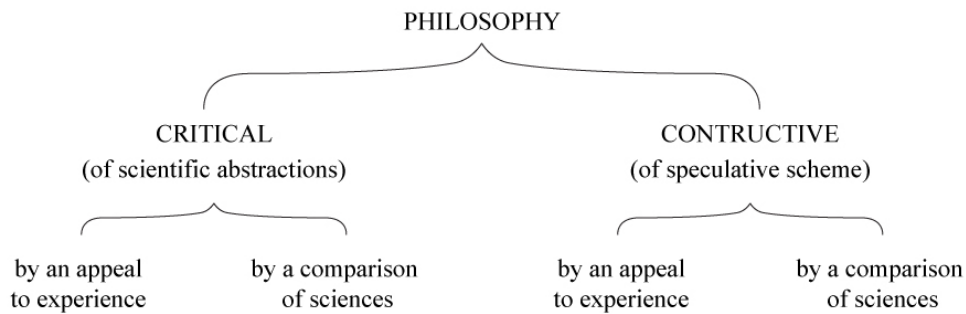 PHILOSOPHY
CRITICAL
(of scientific abstractions)
CONTRUCTIVE
(of speculative scheme)
by an appeal
to experience
by a comparison
of sciences
by an appeal
to experience
by a comparison
of sciences